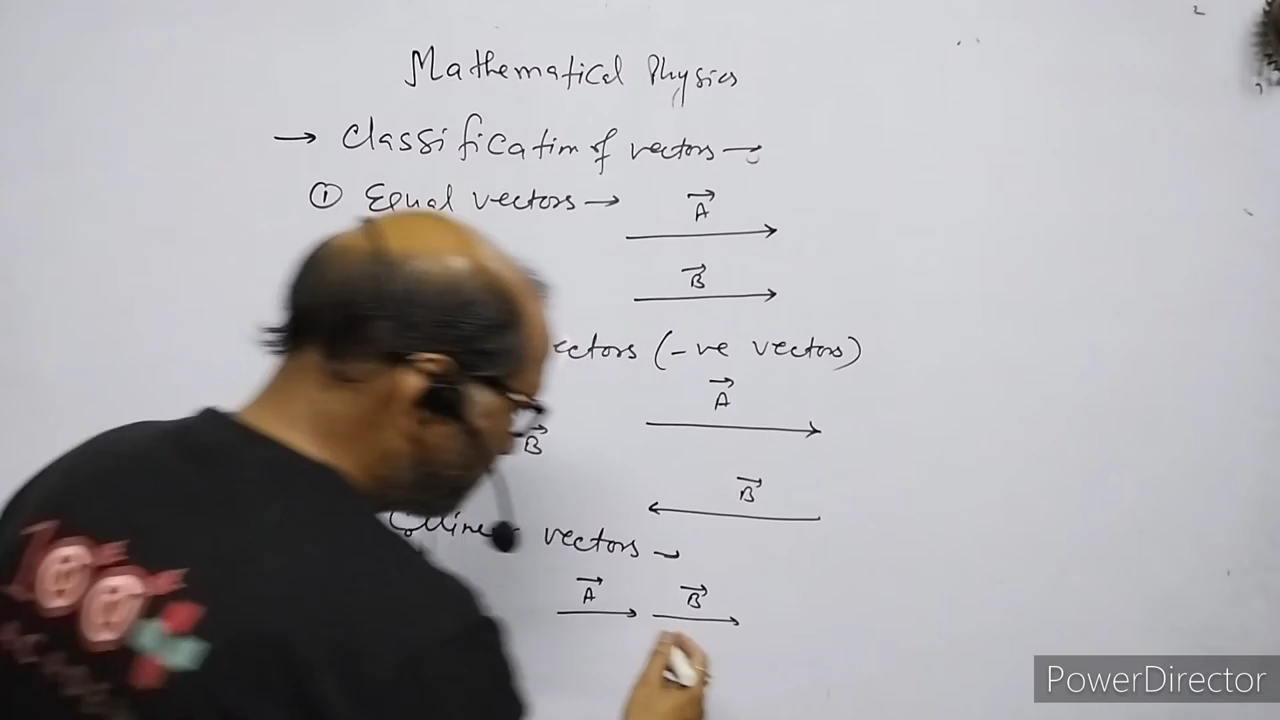 Mathematical Physics
→ Classification of vectors →
① Equal vectors → A⃗
B⃗
ectors (-ve vectors)
A⃗
B⃗
B⃗
vectors →
A⃗ B⃗
PowerDirector